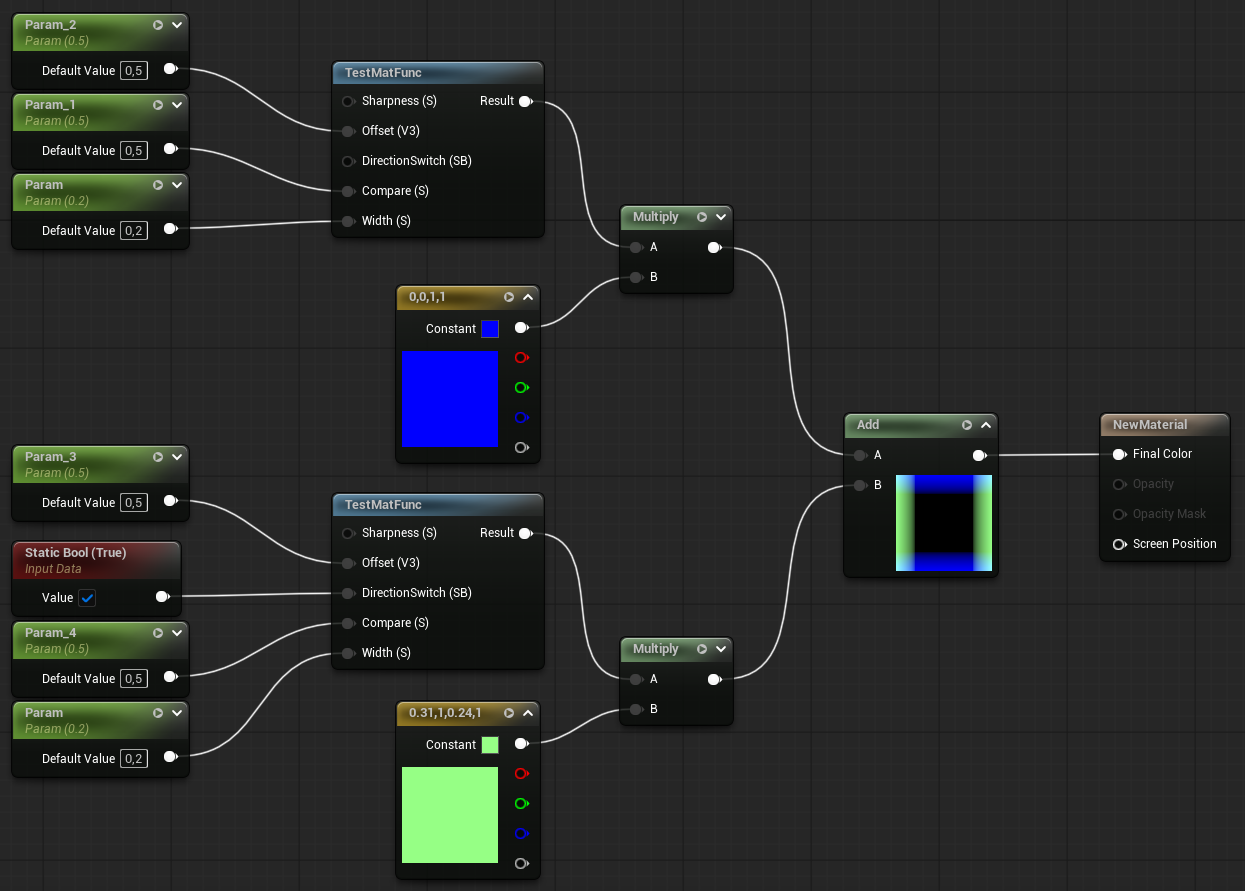 Param_2
Param (0.5)
Default Value 0,5
Param_1
Param (0.5)
Default Value 0,5
Param
Param (0.2)
Default Value 0,2
TestMatFunc
Sharpness (S) Result
Offset (V3)
DirectionSwitch (SB)
Compare (S)
Width (S)
Multiply
A
B
0,0,1,1
Constant
Param_3
Param (0.5)
Default Value 0,5
Static Bool (True)
Input Data
Value
Param_4
Param (0.5)
Default Value 0,5
Param
Param (0.2)
Default Value 0,2
TestMatFunc
Sharpness (S) Result
Offset (V3)
DirectionSwitch (SB)
Compare (S)
Width (S)
Multiply
A
B
0.31,1,0.24,1
Constant
Add
A
B
NewMaterial
Final Color
Opacity
Opacity Mask
Screen Position